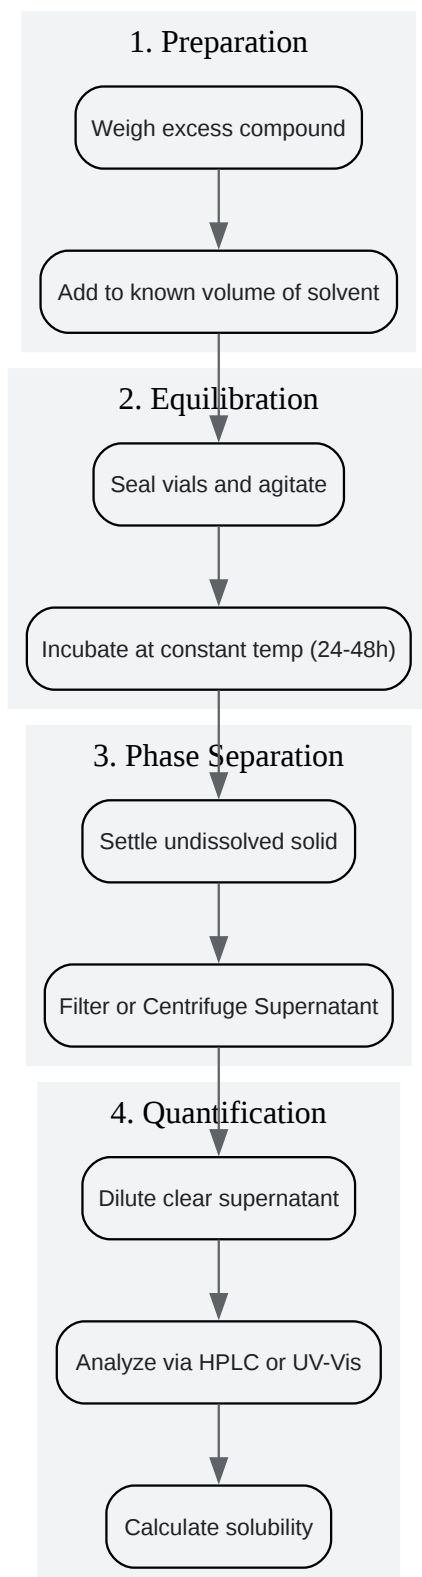 1. Preparation
Weigh excess compound
Add to known volume of solvent
2. Equilibration
Seal vials and agitate
Incubate at constant temp (24-48h)
3. Phase Separation
Settle undissolved solid
Filter or Centrifuge Supernatant
4. Quantification
Dilute clear supernatant
Analyze via HPLC or UV-Vis
Calculate solubility